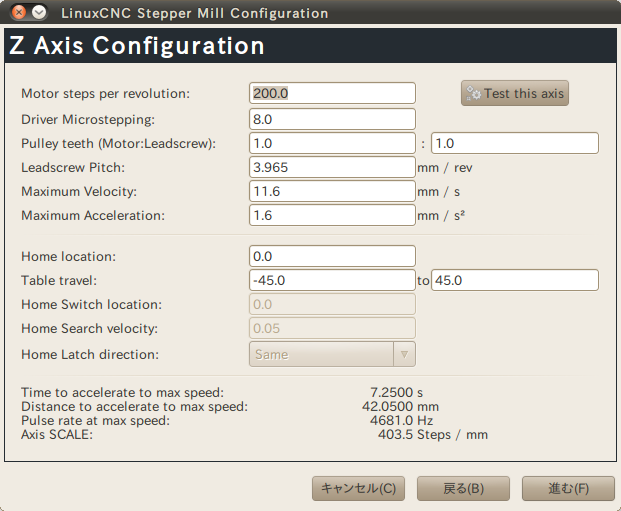 LinuxCNC Stepper Mill Configuration
Z Axis Configuration
Motor steps per revolution: 200.0 Test this axis
Driver Microstepping: 8.0
Pulley teeth (Motor:Leadscrew): 1.0 : 1.0
Leadscrew Pitch: 3.965 mm / rev
Maximum Velocity: 11.6 mm / s
Maximum Acceleration: 1.6 mm / s²
Home location: 0.0
Table travel: -45.0 to 45.0
Home Switch location: 0.0
Home Search velocity: 0.05
Home Latch direction: Same
Time to accelerate to max speed: 7.2500 s
Distance to accelerate to max speed: 42.0500 mm
Pulse rate at max speed: 4681.0 Hz
Axis SCALE: 403.5 Steps / mm
キャンセル(C) 戻る(B) 進む(F)